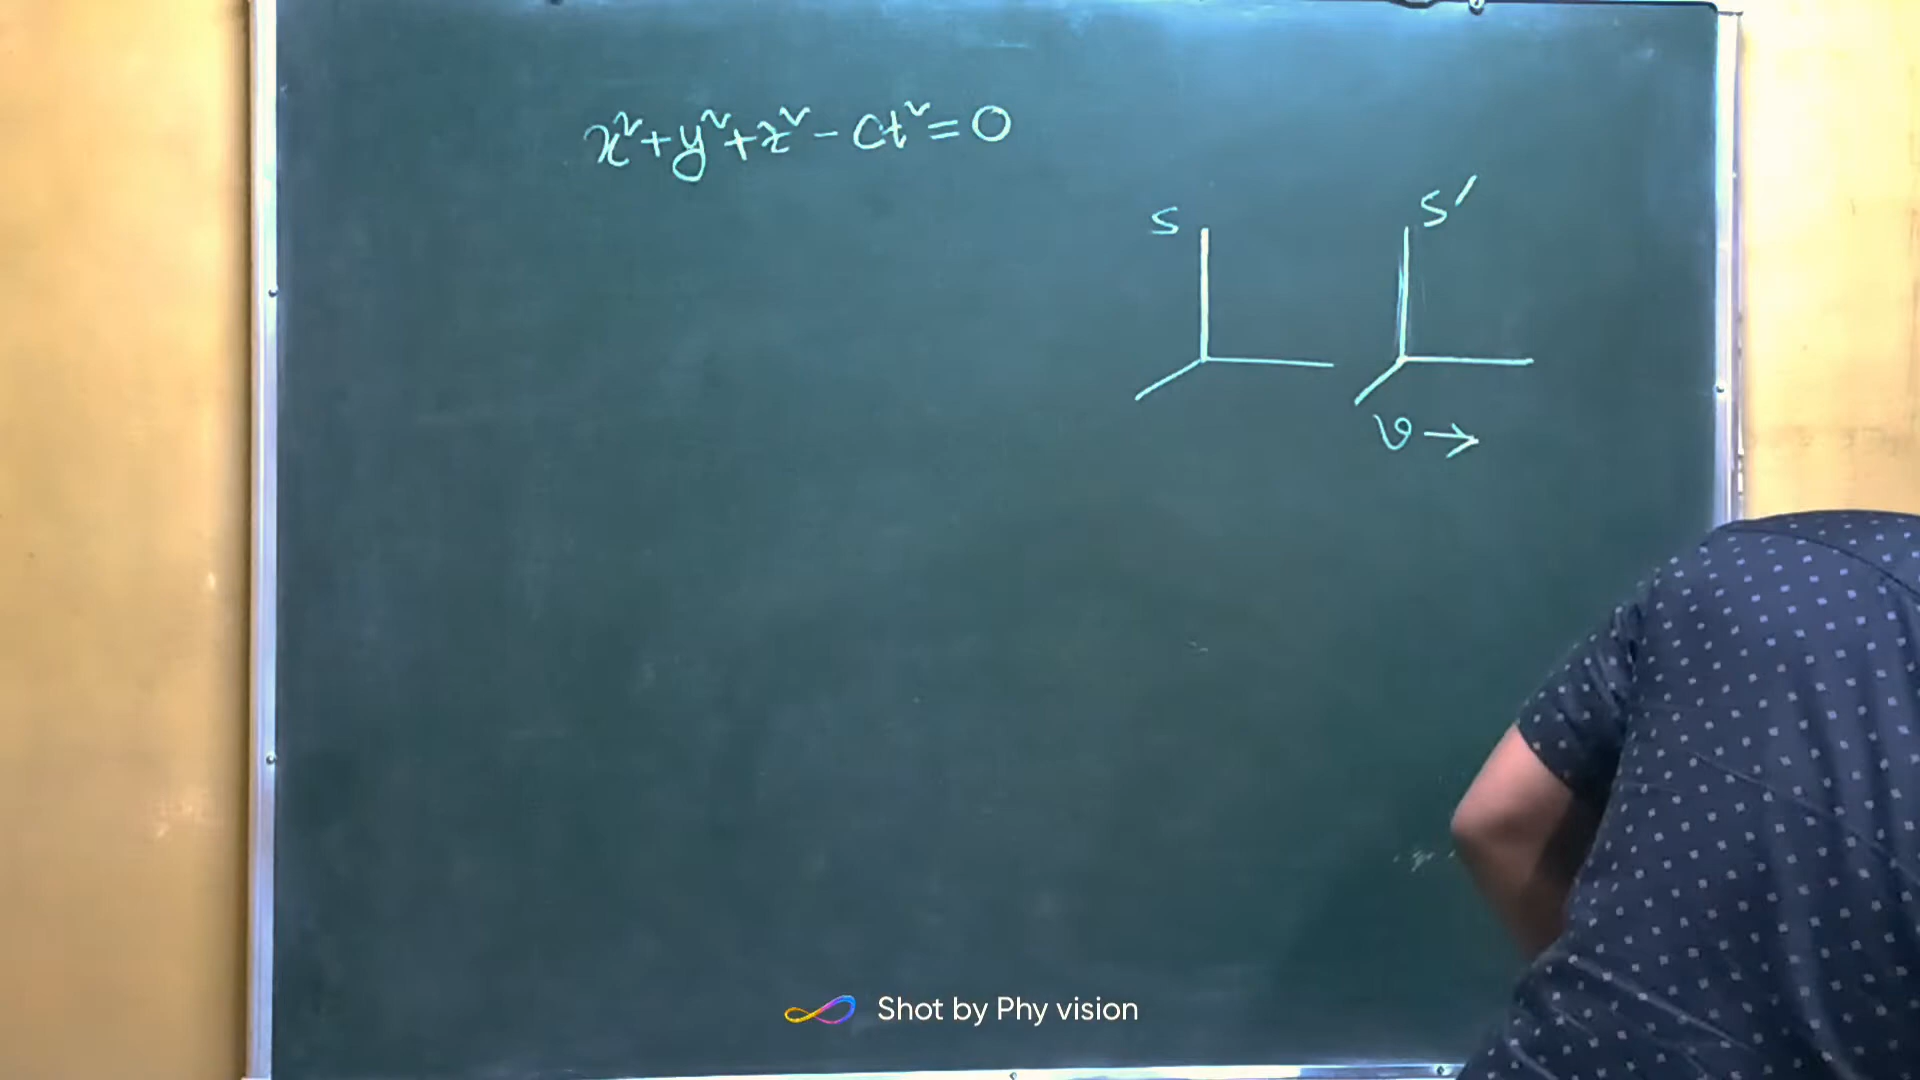 x²+y²+z²-ct²=0
S
S′
v→
Shot by Phy vision